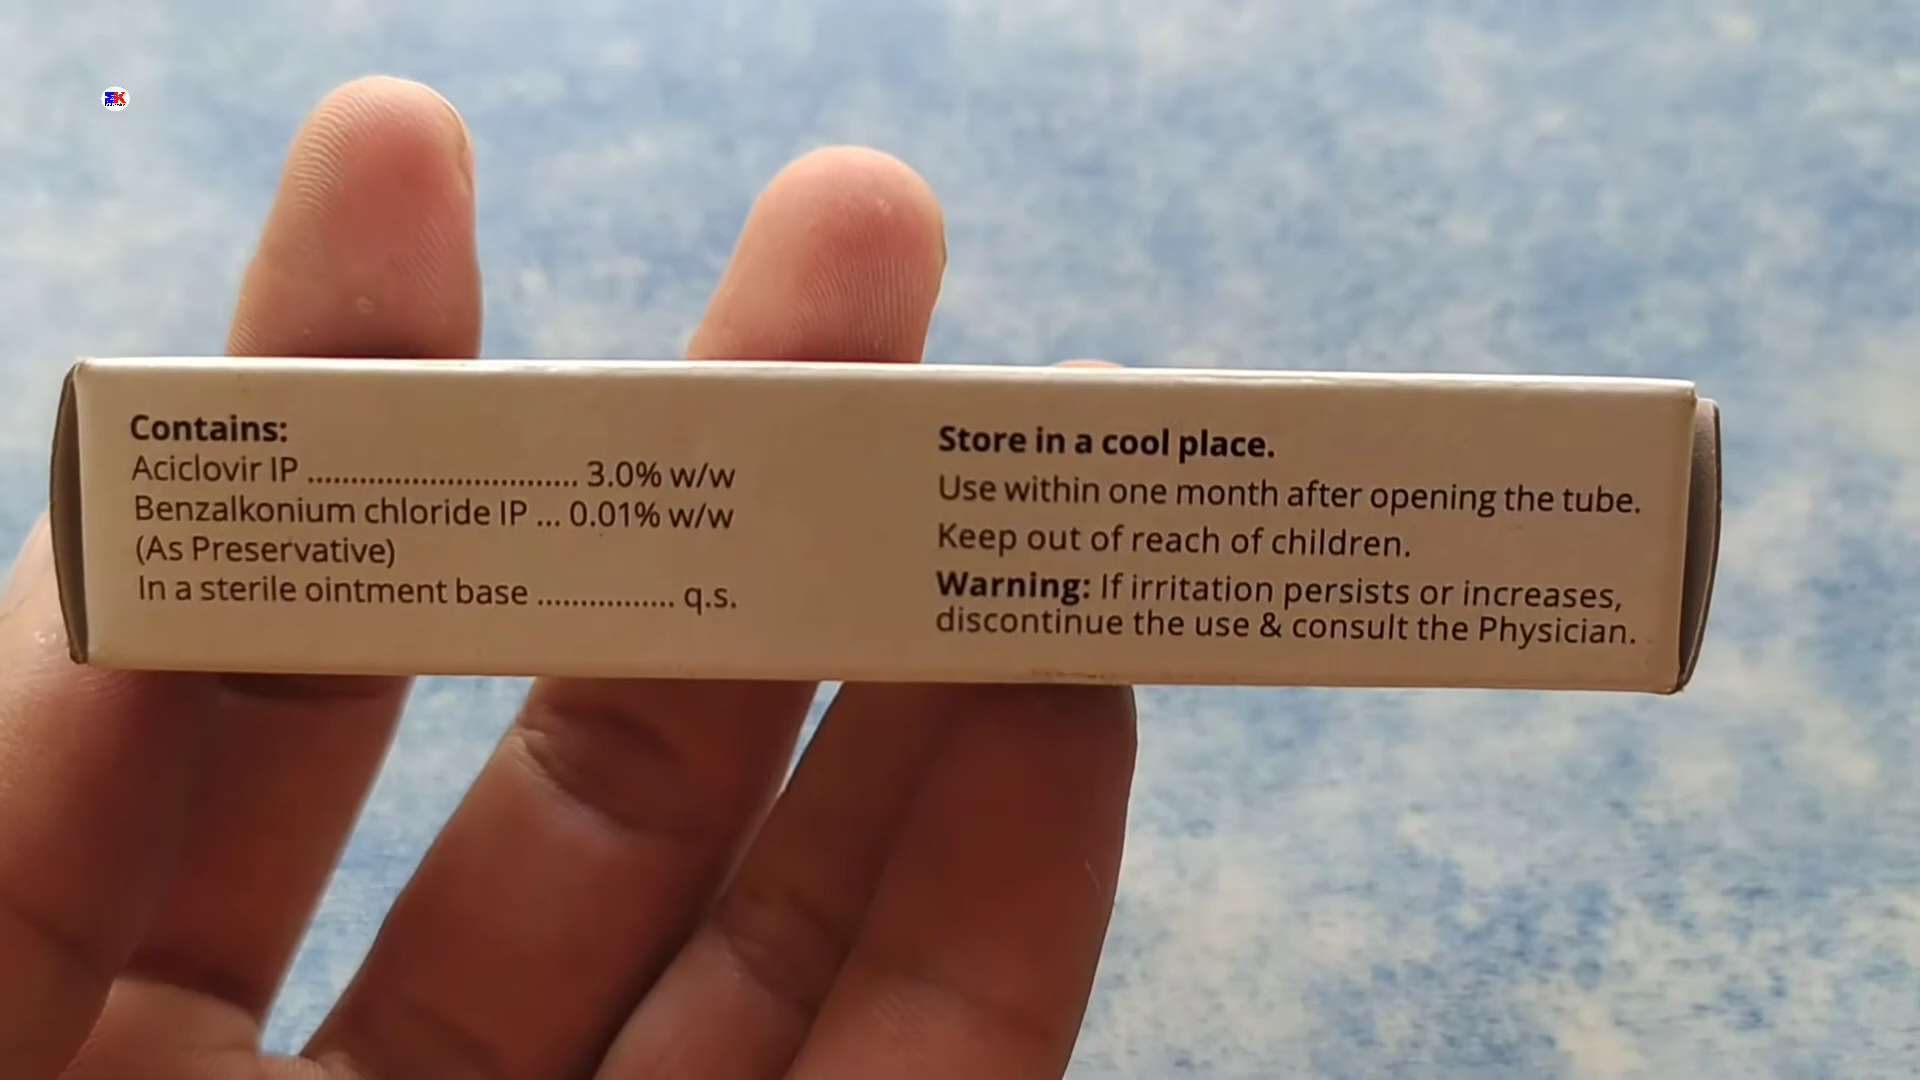 Contains:
Aciclovir IP ............................... 3.0% w/w
Benzalkonium chloride IP ... 0.01% w/w
(As Preservative)
In a sterile ointment base ................ q.s.
Store in a cool place.
Use within one month after opening the tube.
Keep out of reach of children.
Warning: If irritation persists or increases,
discontinue the use & consult the Physician.